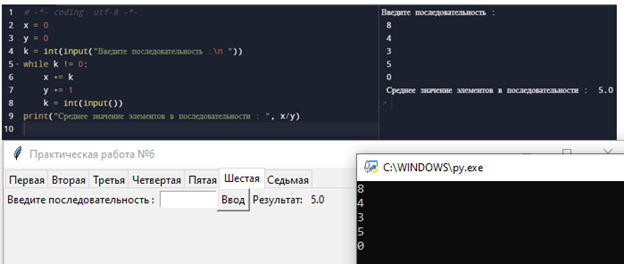 1 # -*- coding: utf-8 -*-
2 x = 0
3 y = 0
4 k = int(input("Введите последовательность :\n "))
5 while k != 0:
6 x += k
7 y += 1
8 k = int(input())
9 print("Среднее значение элементов в последовательности : ", x/y)
10
Введите последовательность :
8
4
3
5
0
Среднее значение элементов в последовательности : 5.0
>
Практическая работа №6
Первая Вторая Третья Четвертая Пятая Шестая Седьмая
Введите последовательность : Ввод Результат: 5.0
C:\WINDOWS\py.exe
8
4
3
5
0